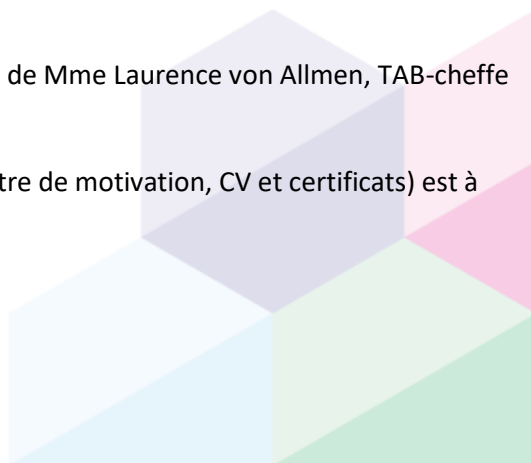 de Mme Laurence von Allmen, TAB-cheffe
tre de motivation, CV et certificats) est à